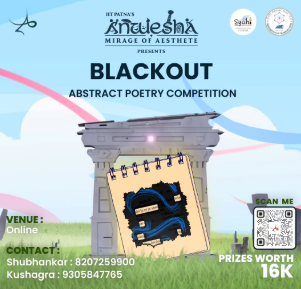 IIT PATNA'S
Anwesha
MIRAGE OF AESTHETE
PRESENTS
Syahi
BLACKOUT
ABSTRACT POETRY COMPETITION
VENUE :
Online
CONTACT :
Shubhankar : 8207259900
Kushagra : 9305847765
SCAN ME
PRIZES WORTH
16K